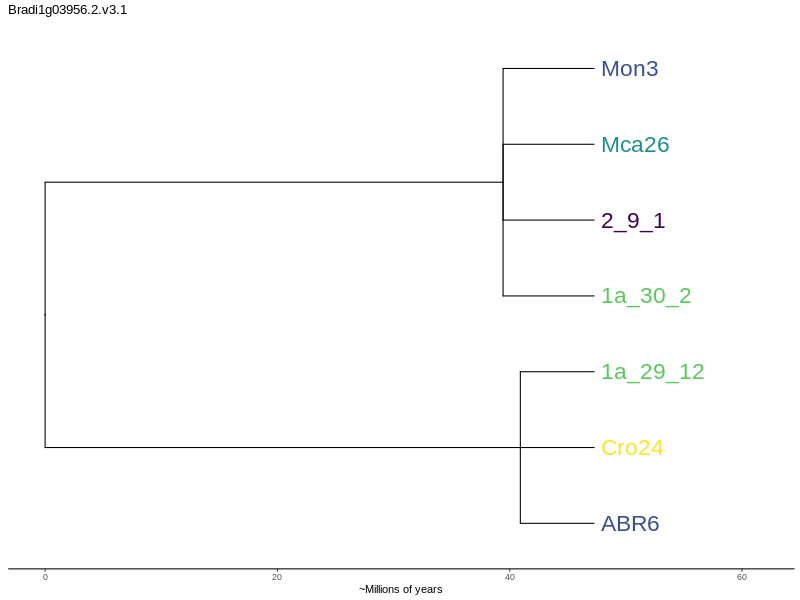 Bradi1g03956.2.v3.1
Mon3
Mca26
2_9_1
1a_30_2
1a_29_12
Cro24
ABR6
0 20 40 60
~Millions of years